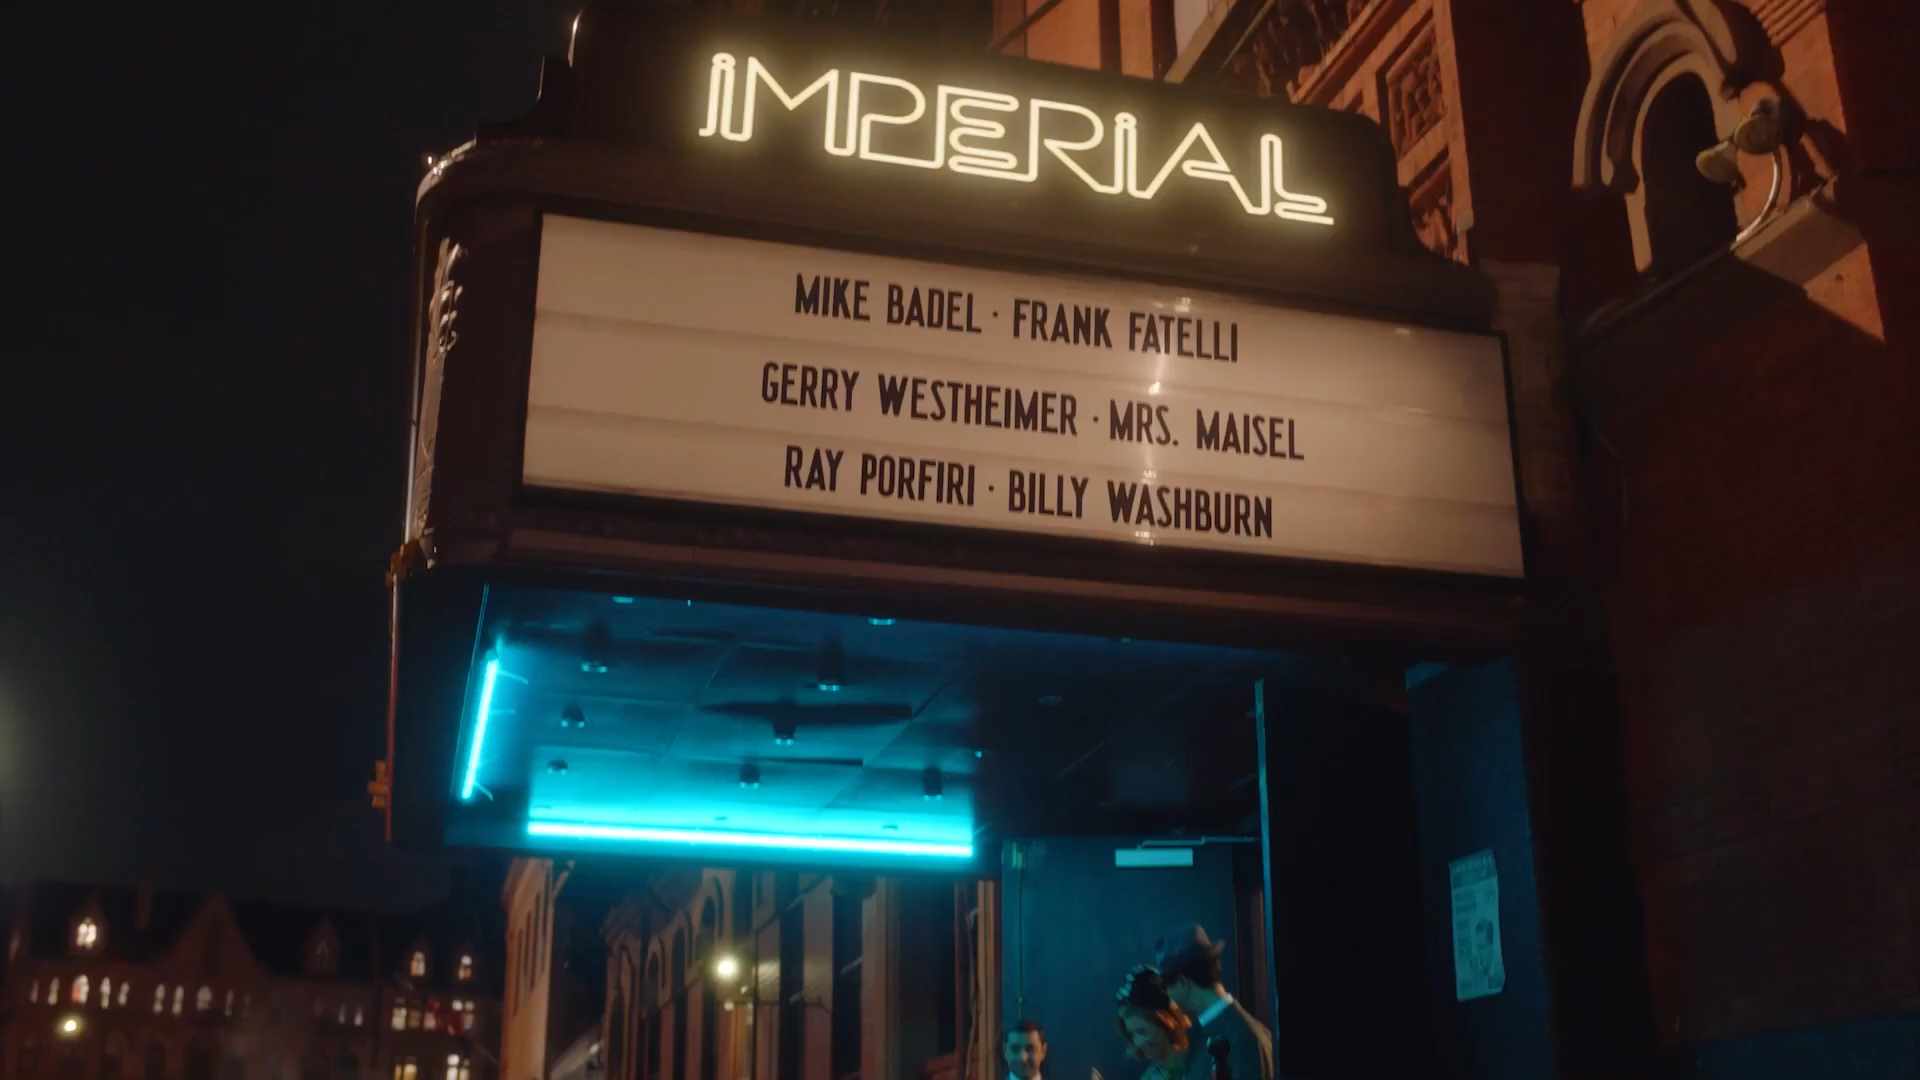 IMPERIAL
MIKE BADEL · FRANK FATELLI
GERRY WESTHEIMER · MRS. MAISEL
RAY PORFIRI · BILLY WASHBURN